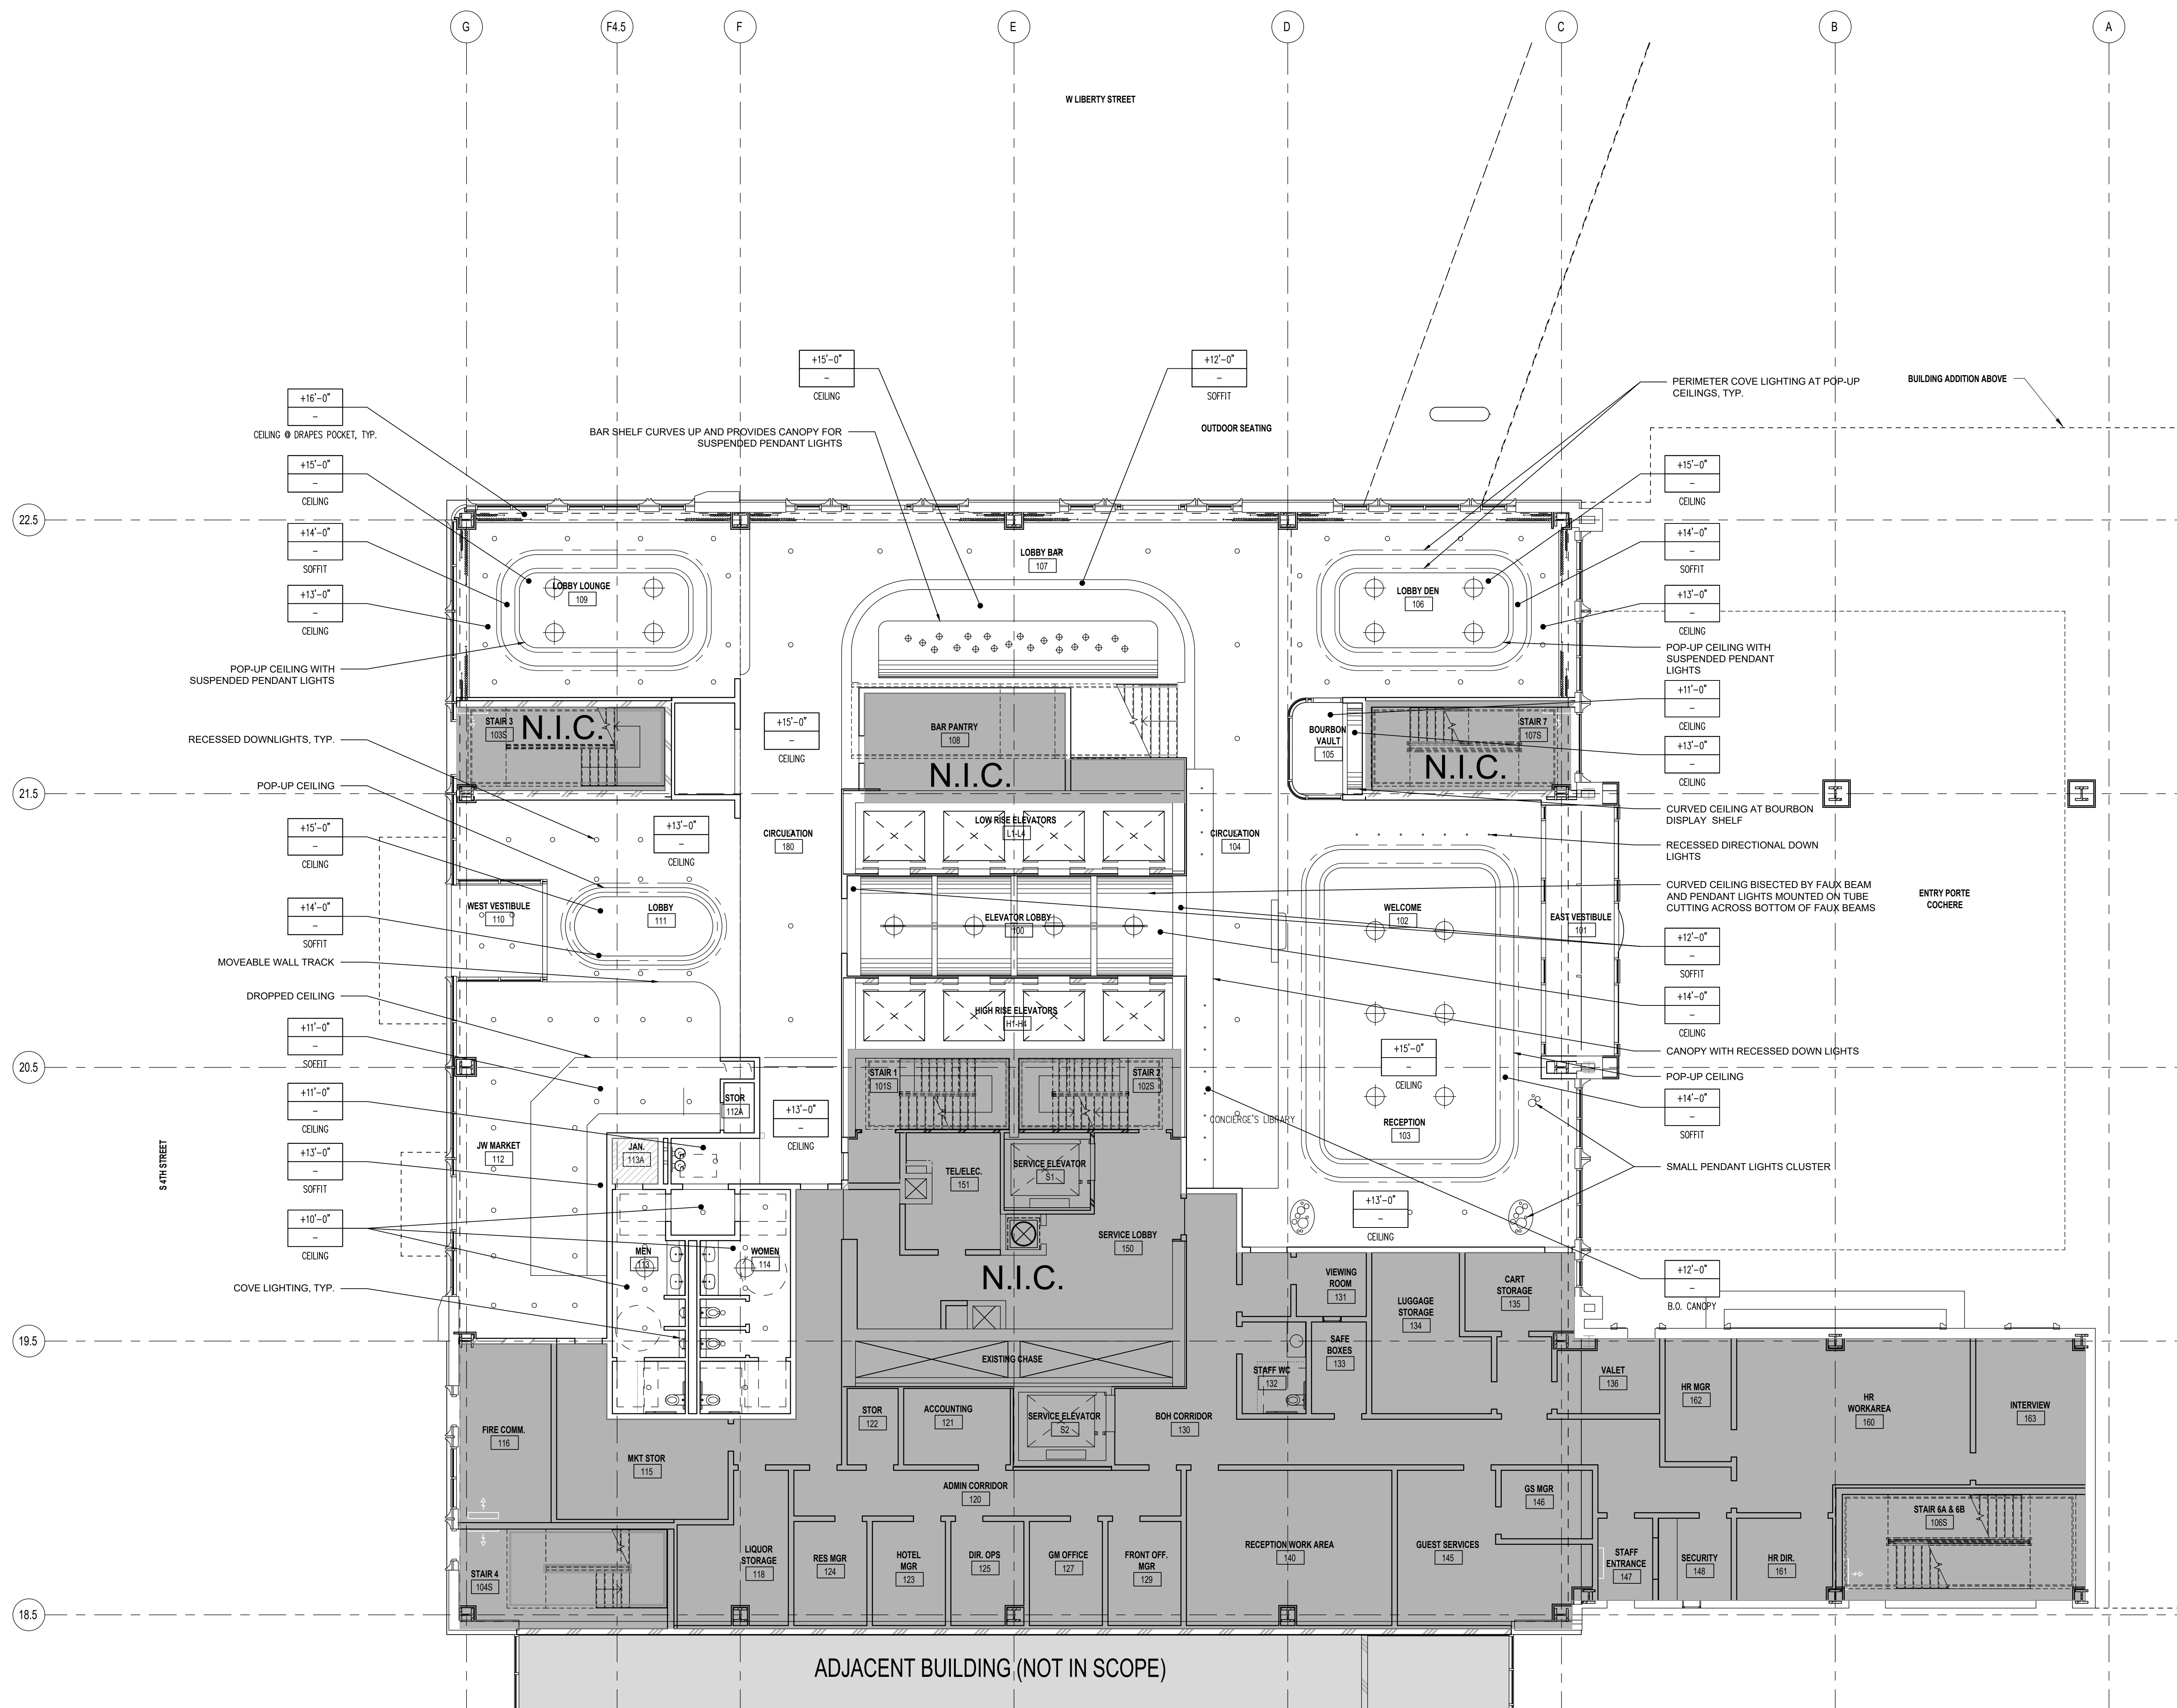 G
F4.5
F
E
D
C
B
A
W LIBERTY STREET
+15'-0"
–
CEILING
+12'-0"
–
SOFFIT
PERIMETER COVE LIGHTING AT POP-UP
CEILINGS, TYP.
BUILDING ADDITION ABOVE
+16'-0"
–
CEILING @ DRAPES POCKET, TYP.
BAR SHELF CURVES UP AND PROVIDES CANOPY FOR
SUSPENDED PENDANT LIGHTS
OUTDOOR SEATING
+15'-0"
–
CEILING
+15'-0"
–
CEILING
22.5
+14'-0"
–
SOFFIT
+14'-0"
–
SOFFIT
LOBBY BAR
107
LOBBY LOUNGE
109
LOBBY DEN
106
+13'-0"
–
CEILING
+13'-0"
–
CEILING
POP-UP CEILING WITH
SUSPENDED PENDANT LIGHTS
POP-UP CEILING WITH
SUSPENDED PENDANT
LIGHTS
+11'-0"
–
CEILING
STAIR 3
103S
N.I.C.
+15'-0"
–
CEILING
BAR PANTRY
108
N.I.C.
BOURBON
VAULT
105
STAIR 7
107S
N.I.C.
RECESSED DOWNLIGHTS, TYP.
+13'-0"
–
CEILING
POP-UP CEILING
21.5
CURVED CEILING AT BOURBON
DISPLAY SHELF
+15'-0"
–
CEILING
+13'-0"
–
CEILING
CIRCULATION
180
LOW RISE ELEVATORS
L1-L4
CIRCULATION
104
RECESSED DIRECTIONAL DOWN
LIGHTS
CURVED CEILING BISECTED BY FAUX BEAM
AND PENDANT LIGHTS MOUNTED ON TUBE
CUTTING ACROSS BOTTOM OF FAUX BEAMS
ENTRY PORTE
COCHERE
+14'-0"
–
SOFFIT
WEST VESTIBULE
110
LOBBY
111
ELEVATOR LOBBY
100
WELCOME
102
EAST VESTIBULE
101
+12'-0"
–
SOFFIT
MOVEABLE WALL TRACK
DROPPED CEILING
+14'-0"
–
CEILING
HIGH RISE ELEVATORS
H1-H4
+11'-0"
–
SOFFIT
+15'-0"
–
CEILING
CANOPY WITH RECESSED DOWN LIGHTS
20.5
STAIR 1
101S
STAIR 2
102S
POP-UP CEILING
+11'-0"
–
CEILING
STOR
112A
+13'-0"
–
CEILING
CONCIERGE'S LIBRARY
RECEPTION
103
+14'-0"
–
SOFFIT
S 4TH STREET
+13'-0"
–
SOFFIT
JW MARKET
112
JAN.
113A
TEL/ELEC.
151
SERVICE ELEVATOR
S1
SMALL PENDANT LIGHTS CLUSTER
+10'-0"
–
CEILING
+13'-0"
–
CEILING
MEN
113
WOMEN
114
SERVICE LOBBY
150
N.I.C.
COVE LIGHTING, TYP.
VIEWING
ROOM
131
LUGGAGE
STORAGE
134
CART
STORAGE
135
+12'-0"
–
B.O. CANOPY
19.5
EXISTING CHASE
SAFE
BOXES
133
STAFF WC
132
VALET
136
HR MGR
162
HR
WORKAREA
160
INTERVIEW
163
FIRE COMM.
116
STOR
122
ACCOUNTING
121
SERVICE ELEVATOR
S2
BOH CORRIDOR
130
MKT STOR
115
ADMIN CORRIDOR
120
GS MGR
146
STAIR 6A & 6B
106S
STAIR 4
104S
LIQUOR
STORAGE
118
RES MGR
124
HOTEL
MGR
123
DIR. OPS
125
GM OFFICE
127
FRONT OFF.
MGR
129
RECEPTION WORK AREA
140
GUEST SERVICES
145
STAFF
ENTRANCE
147
SECURITY
148
HR DIR.
161
18.5
ADJACENT BUILDING (NOT IN SCOPE)